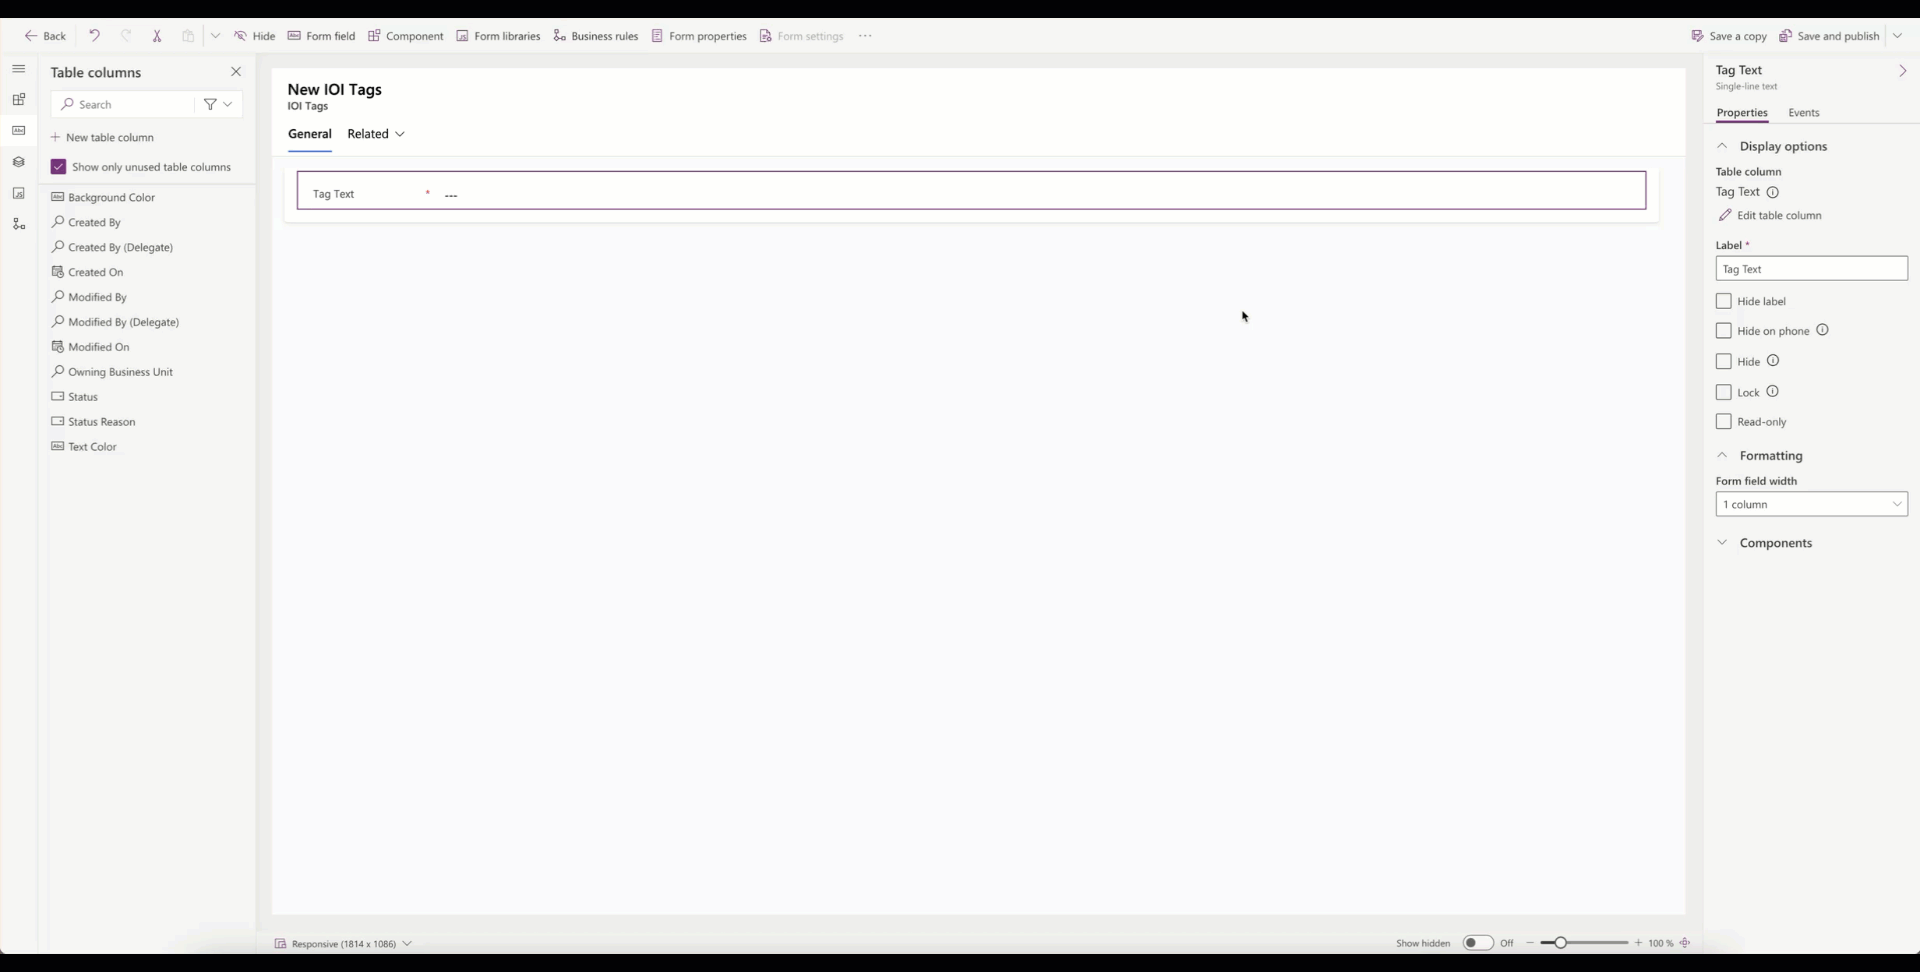 Back
Hide
Form field
Component
Form libraries
Business rules
Form properties
Form settings
Save a copy
Save and publish
Table columns
Search
New table column
Show only unused table columns
Abc Background Color
Created By
Created By (Delegate)
Created On
Modified By
Modified By (Delegate)
Modified On
Owning Business Unit
Status
Status Reason
Abc Text Color
New IOI Tags
IOI Tags
General Related
Tag Text * ---
Responsive (1814 x 1086)
Show hidden Off 100 %
Tag Text
Single-line text
Properties Events
Display options
Table column
Tag Text
Edit table column
Label *
Tag Text
Hide label
Hide on phone
Hide
Lock
Read-only
Formatting
Form field width
1 column
Components